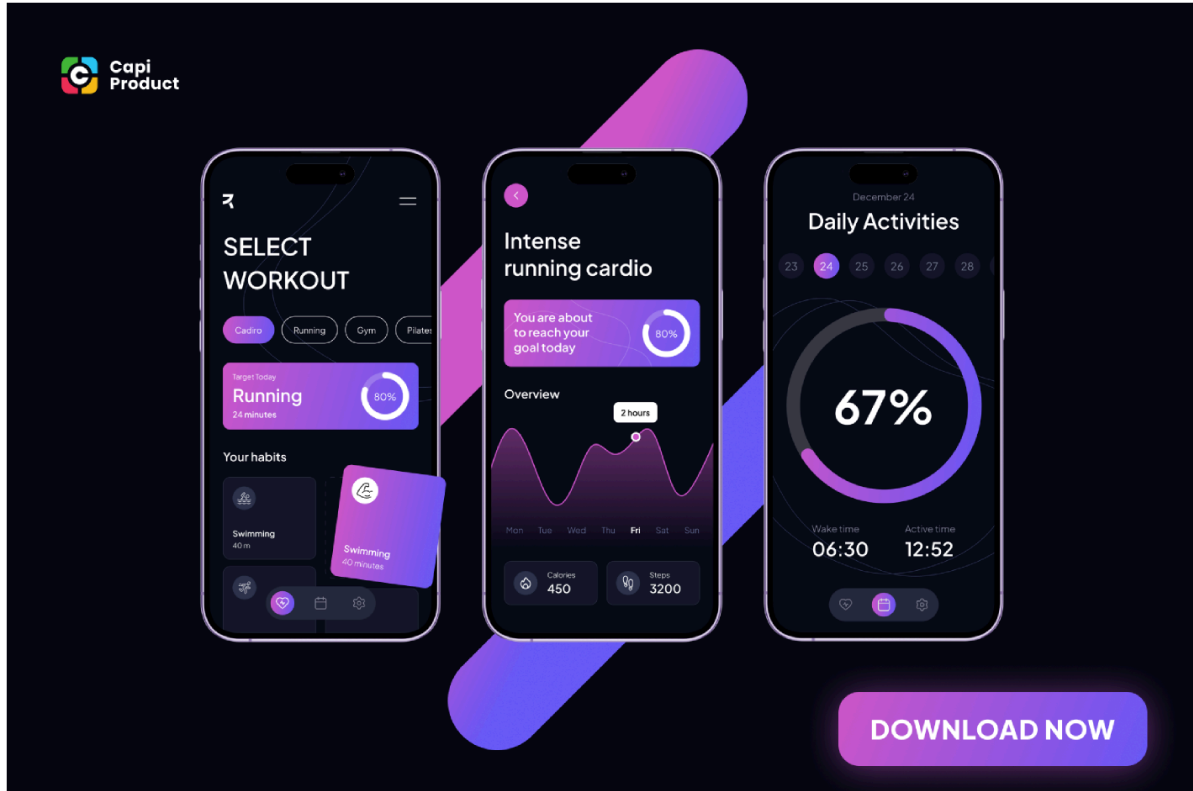 Capi
Product
SELECT
WORKOUT
Cadiro
Running
Gym
Pilates
Target Today
Running
24 minutes
80%
Your habits
Swimming
40 m
Swimming
40 minutes
Intense
running cardio
You are about
to reach your
goal today
80%
Overview
2 hours
Mon Tue Wed Thu Fri Sat Sun
Calories
450
Steps
3200
December 24
Daily Activities
23 24 25 26 27 28
67%
Wake time
06:30
Active time
12:52
DOWNLOAD NOW